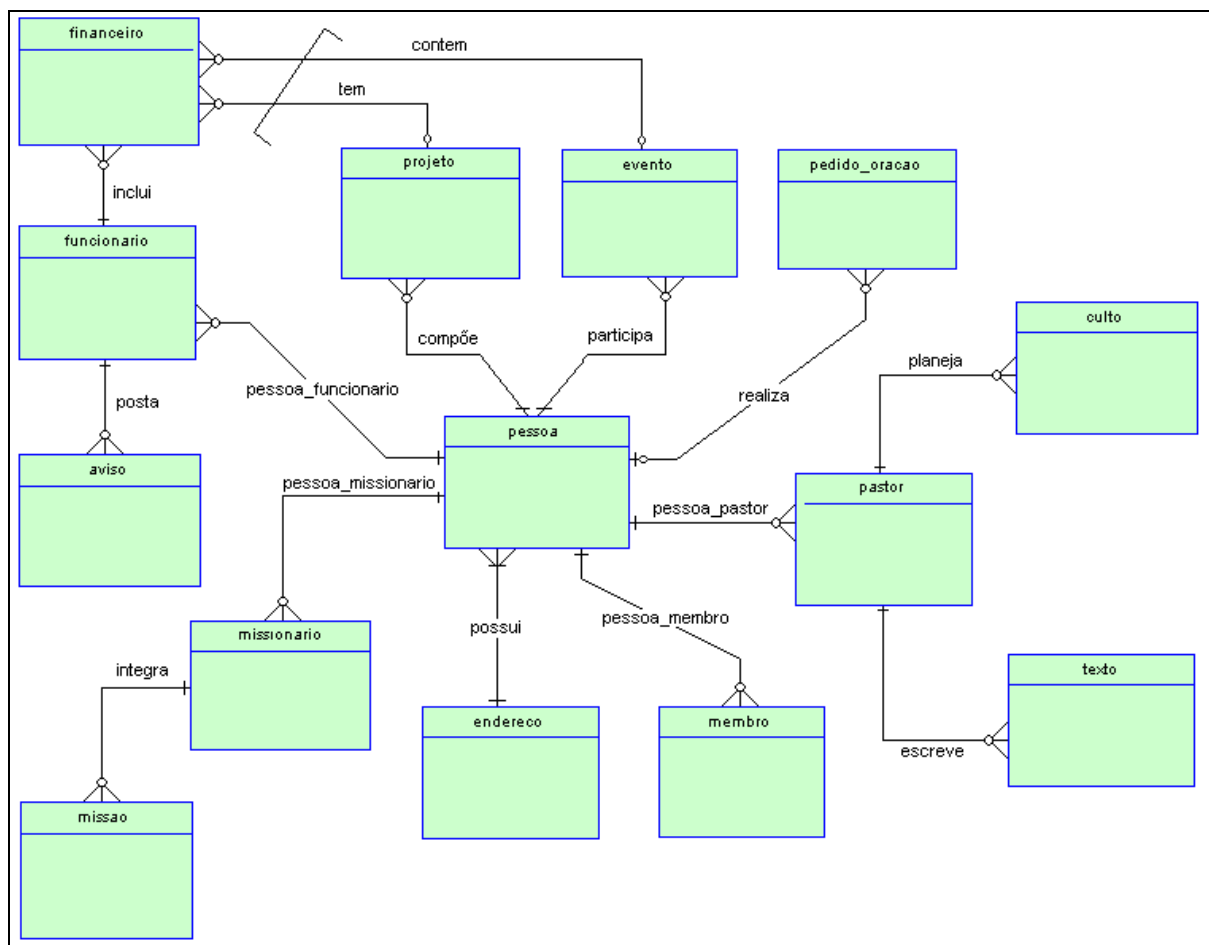 financeiro
contem
tem
projeto
evento
pedido_oracao
inclui
funcionario
culto
compõe
participa
planeja
pessoa_funcionario
realiza
posta
pessoa
aviso
pessoa_missionario
pastor
pessoa_pastor
pessoa_membro
possui
missionario
integra
texto
endereco
membro
escreve
missao